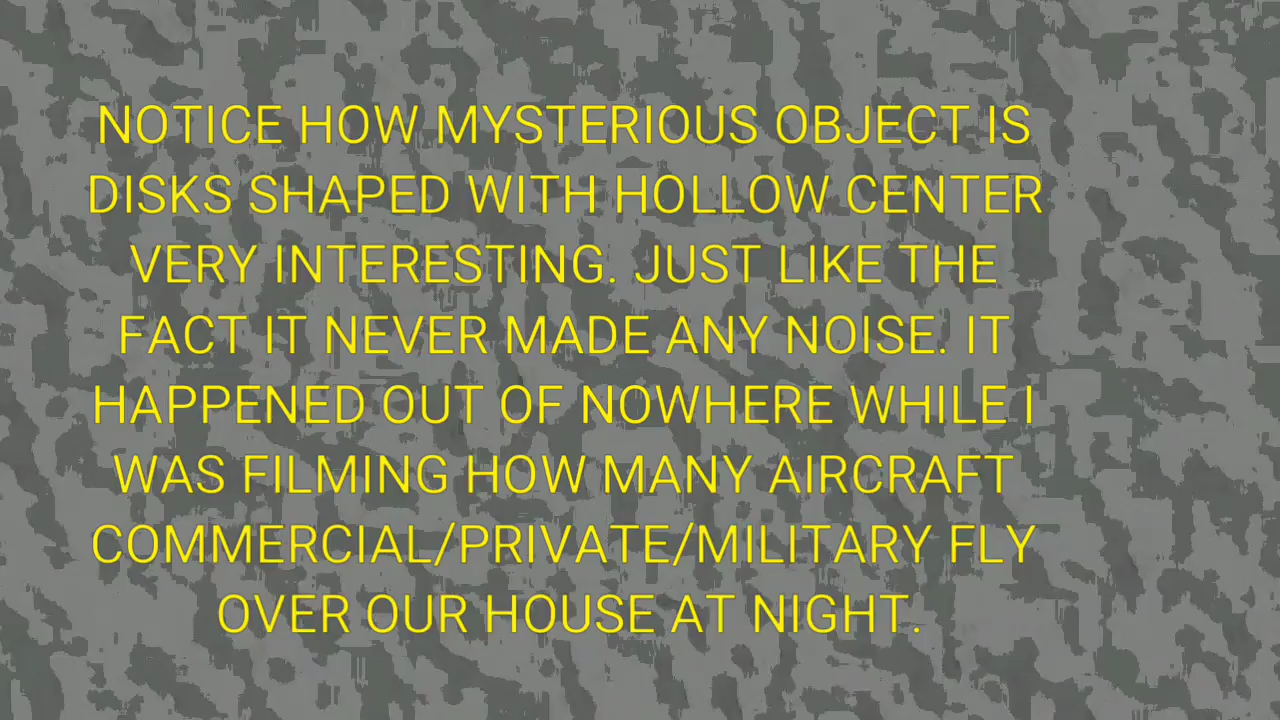 NOTICE HOW MYSTERIOUS OBJECT IS
DISKS SHAPED WITH HOLLOW CENTER
VERY INTERESTING. JUST LIKE THE
FACT IT NEVER MADE ANY NOISE. IT
HAPPENED OUT OF NOWHERE WHILE I
WAS FILMING HOW MANY AIRCRAFT
COMMERCIAL/PRIVATE/MILITARY FLY
OVER OUR HOUSE AT NIGHT.